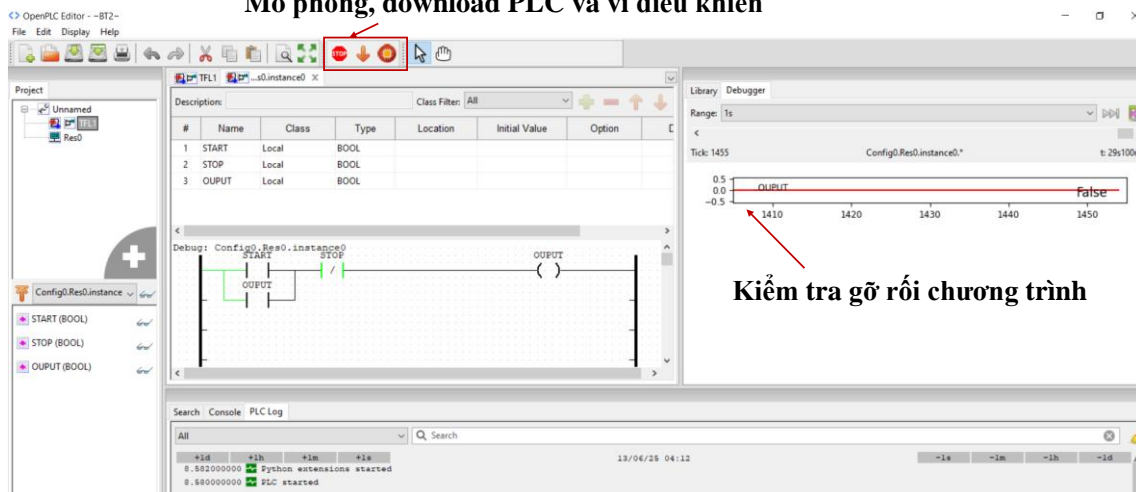 Mô phỏng, download PLC và vi điều khiển
OpenPLC Editor - ~BT2~
File Edit Display Help
STOP
Project
Unnamed
TFL1
Res0
Config0.Res0.instance
START (BOOL)
STOP (BOOL)
OUPUT (BOOL)
TFL1 ...s0.instance0
Description: Class Filter: All
# Name Class Type Location Initial Value Option
1 START Local BOOL
2 STOP Local BOOL
3 OUPUT Local BOOL
Debug: Config0.Res0.instance0
START STOP OUPUT
OUPUT
Library Debugger
Range: 1s
Tick: 1455 Config0.Res0.instance0.* t: 29s100
0.5
0.0 OUPUT False
−0.5
1410 1420 1430 1440 1450
Kiểm tra gỡ rối chương trình
Search Console PLC Log
All Search
+1d +1h +1m +1s 13/06/25 04:12 -1s -1m -1h -1d
8.582000000 Python extensions started
8.580000000 PLC started